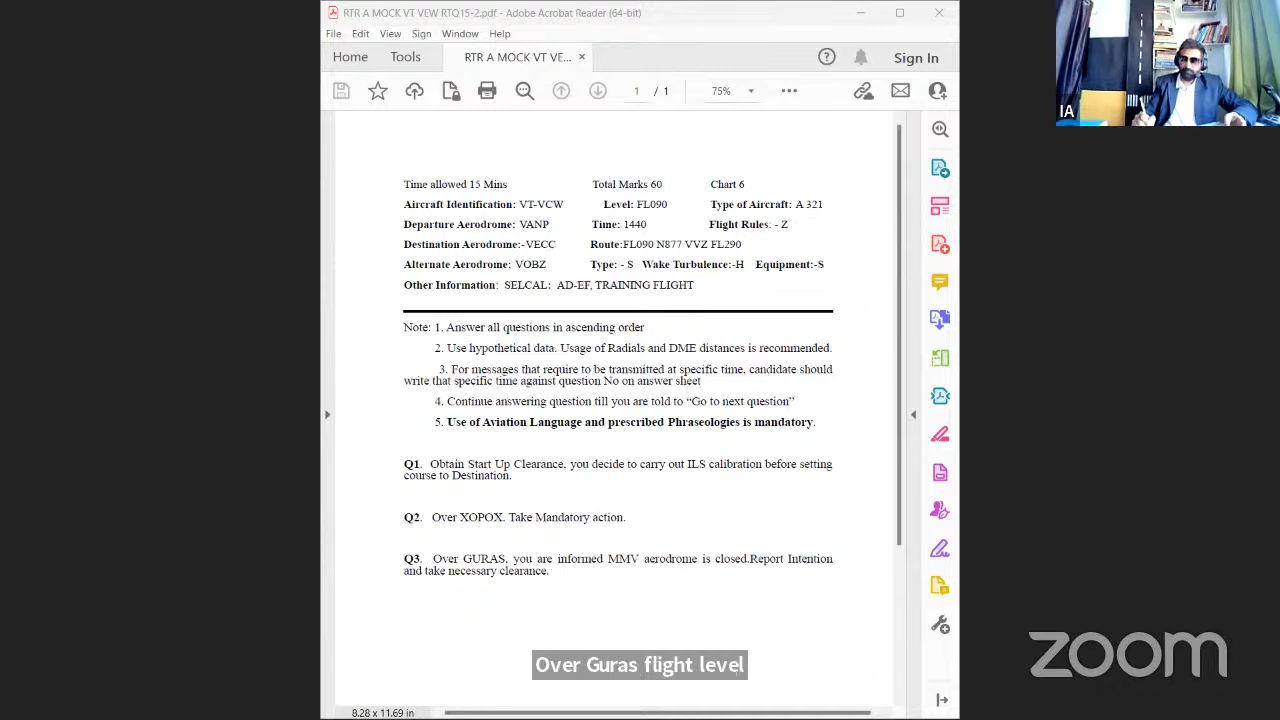 RTR A MOCK VT VEW RTQ15-2.pdf - Adobe Acrobat Reader (64-bit)
File Edit View Sign Window Help
Home Tools RTR A MOCK VT VE... × Sign In
1 / 1 75%
IA
Time allowed 15 Mins Total Marks 60 Chart 6
Aircraft Identification: VT-VCW Level: FL090 Type of Aircraft: A 321
Departure Aerodrome: VANP Time: 1440 Flight Rules: - Z
Destination Aerodrome:-VECC Route:FL090 N877 VVZ FL290
Alternate Aerodrome: VOBZ Type: - S Wake Turbulence:-H Equipment:-S
Other Information: SELCAL: AD-EF, TRAINING FLIGHT
Note: 1. Answer all questions in ascending order
2. Use hypothetical data. Usage of Radials and DME distances is recommended.
3. For messages that require to be transmitted at specific time, candidate should
write that specific time against question No on answer sheet
4. Continue answering question till you are told to “Go to next question”
5. Use of Aviation Language and prescribed Phraseologies is mandatory.
Q1. Obtain Start Up Clearance, you decide to carry out ILS calibration before setting
course to Destination.
Q2. Over XOPOX. Take Mandatory action.
Q3. Over GURAS, you are informed MMV aerodrome is closed.Report Intention
and take necessary clearance.
Over Guras flight level
zoom
8.28 x 11.69 in